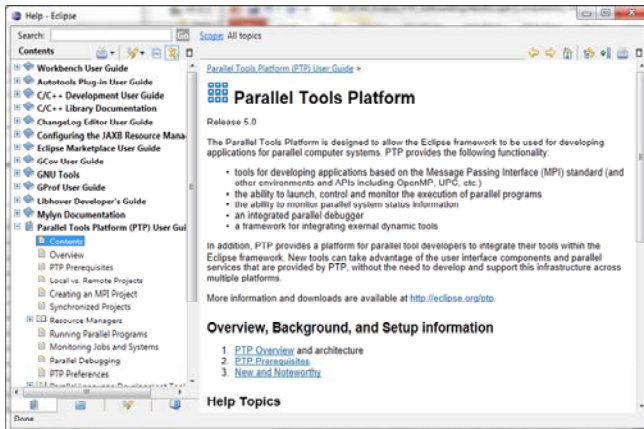 Help - Eclipse
Search:
Go
Scope: All topics
Contents
Workbench User Guide
Autotools Plug-in User Guide
C/C++ Development User Guide
C/C++ Library Documentation
ChangeLog Editor User Guide
Configuring the JAXB Resource Mana
Eclipse Marketplace User Guide
GCov User Guide
GNU Tools
GProf User Guide
Libhover Developer's Guide
Mylyn Documentation
Parallel Tools Platform (PTP) User Gui
Contents
Overview
PTP Prerequisites
Local vs. Remote Projects
Creating an MPI Project
Synchronized Projects
Resource Managers
Running Parallel Programs
Monitoring Jobs and Systems
Parallel Debugging
PTP Preferences
Parallel Language Development Tool
Done
Parallel Tools Platform (PTP) User Guide >
Parallel Tools Platform
Release 5.0
The Parallel Tools Platform is designed to allow the Eclipse framework to be used for developing
applications for parallel computer systems. PTP provides the following functionality:
• tools for developing applications based on the Message Passing Interface (MPI) standard (and
other environments and APIs including OpenMP, UPC, etc.)
• the ability to launch, control and monitor the execution of parallel programs
• the ability to monitor parallel system status information
• an integrated parallel debugger
• a framework for integrating exernal dynamic tools
In addition, PTP provides a platform for parallel tool developers to integrate their tools within the
Eclipse framework. New tools can take advantage of the user interface components and parallel
services that are provided by PTP, without the need to develop and support this infrastructure across
multiple platforms.
More information and downloads are available at http://eclipse.org/ptp.
Overview, Background, and Setup information
1. PTP Overview and architecture
2. PTP Prerequisites
3. New and Noteworthy
Help Topics